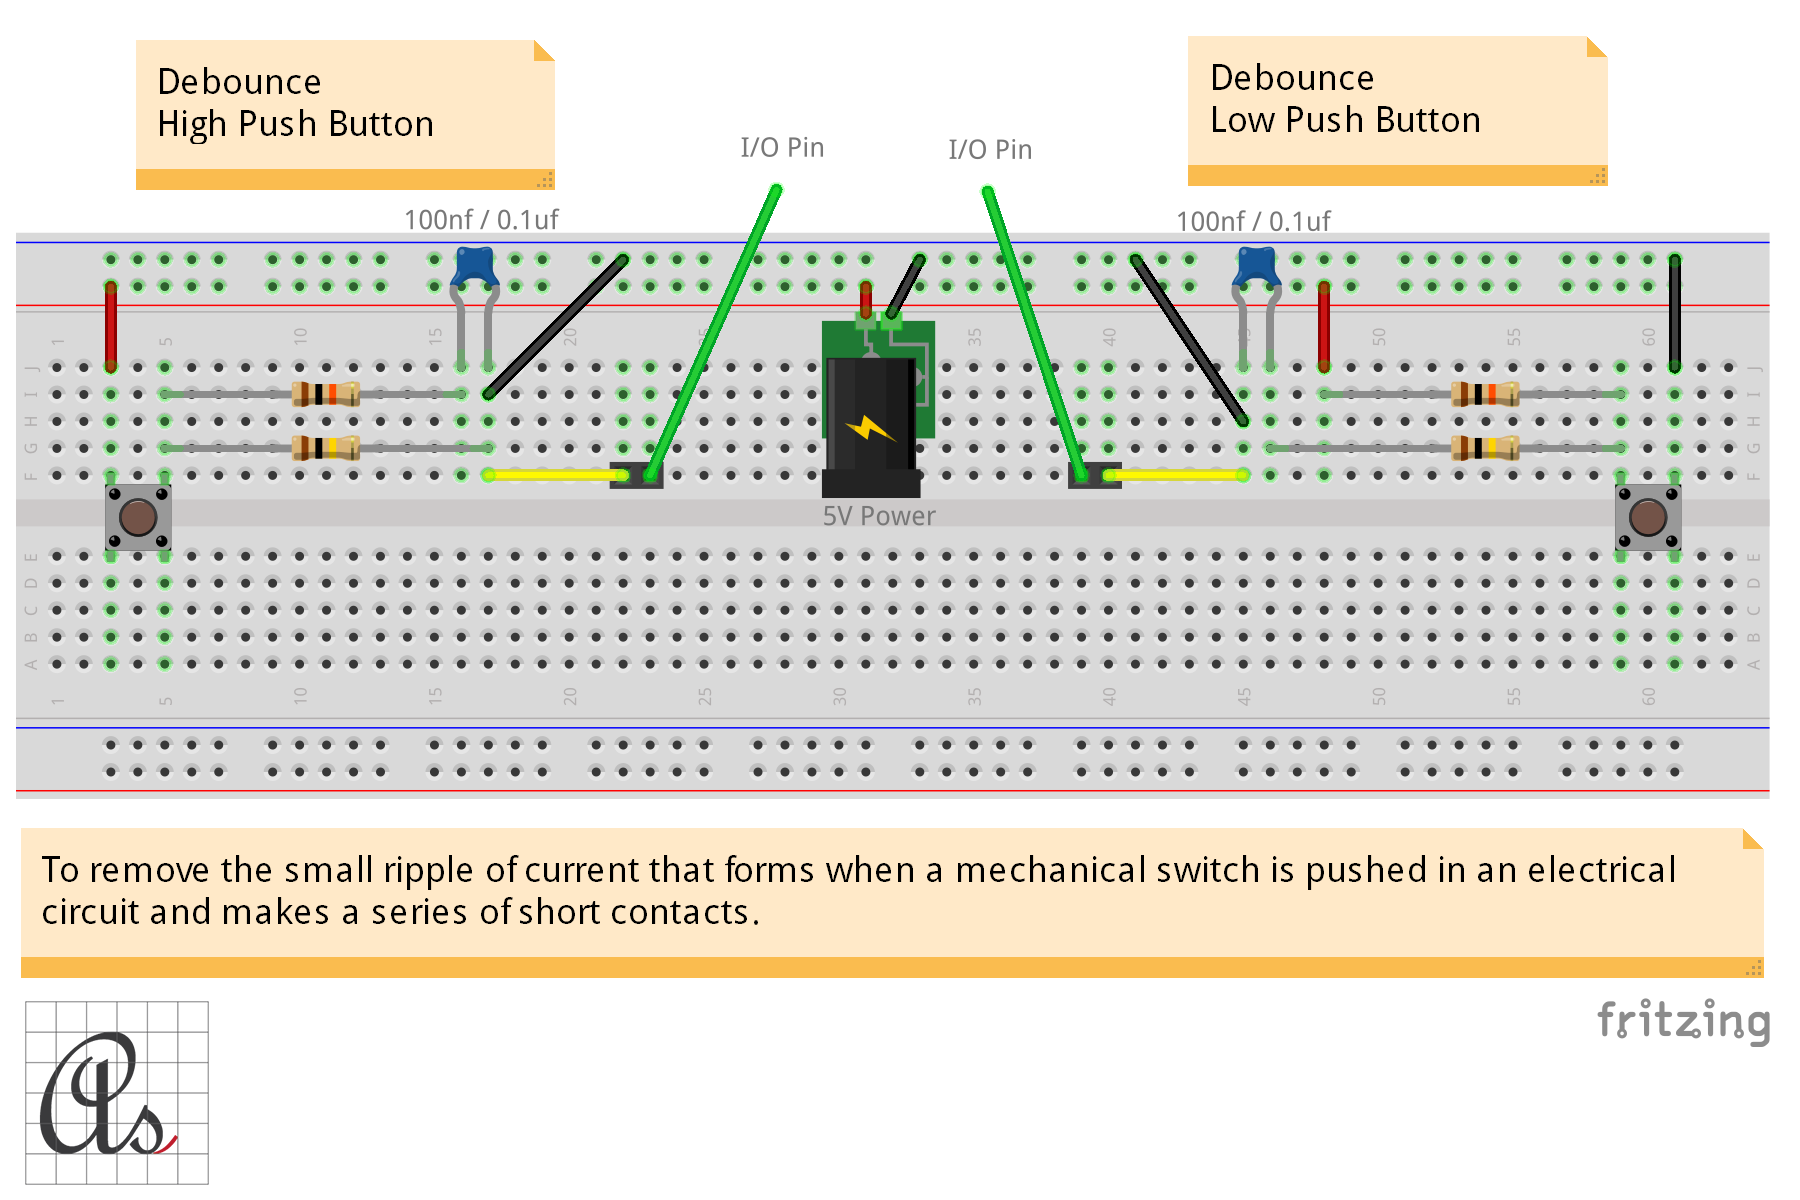 Debounce
High Push Button
Debounce
Low Push Button
I/O Pin
I/O Pin
100nf / 0.1uf
100nf / 0.1uf
1 5 10 15 20 25 35 40 45 50 55 60
J J
I I
H H
G G
F F
5V Power
E E
D D
C C
B B
A A
1 5 10 15 20 25 30 35 40 45 50 55 60
To remove the small ripple of current that forms when a mechanical switch is pushed in an electrical
circuit and makes a series of short contacts.
fritzing
As